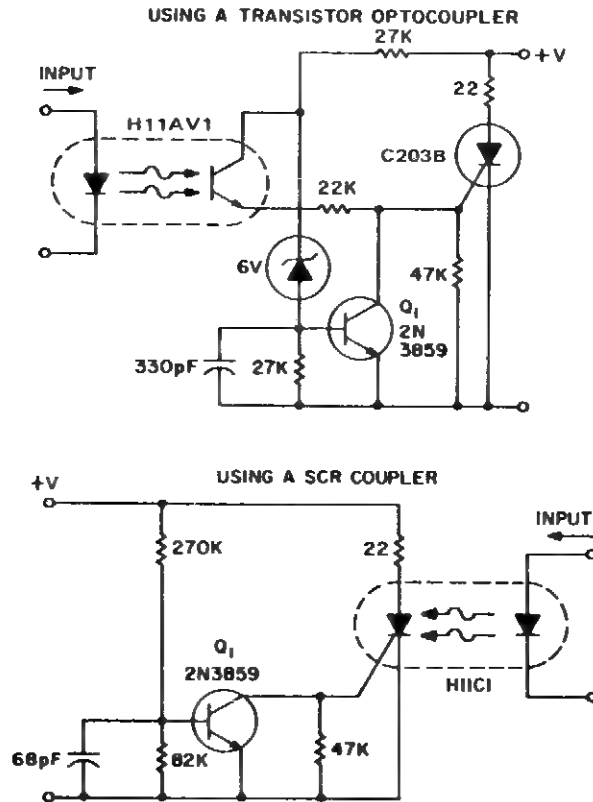 USING A TRANSISTOR OPTOCOUPLER
27K
+V
INPUT
22
H11AV1
C203B
22K
6V
47K
Q1
2N
3859
330pF
27K
USING A SCR COUPLER
+V
INPUT
270K
22
Q1
2N3859
H11C1
68pF
82K
47K